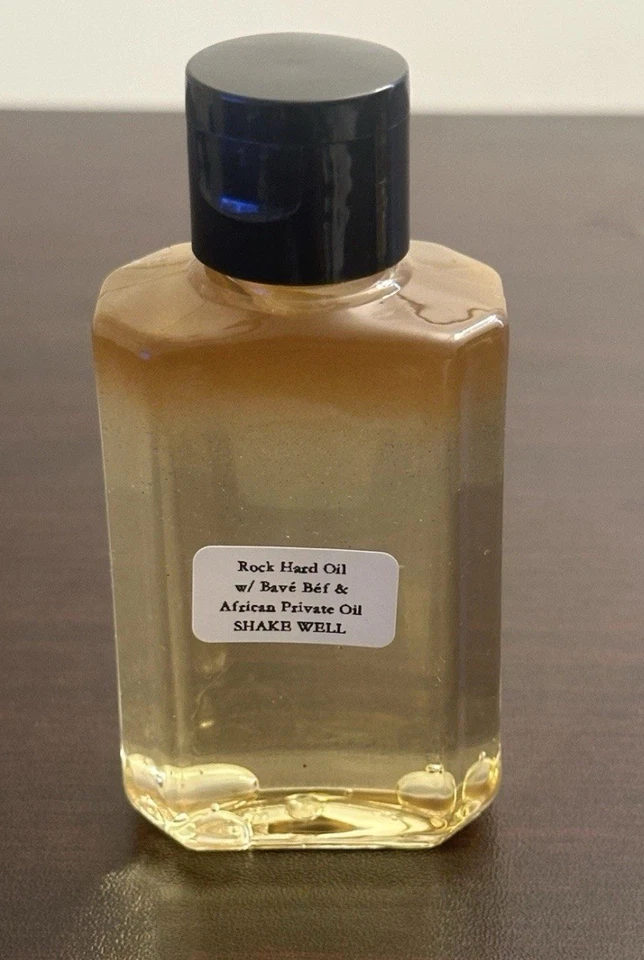 Rock Hard Oil
w/ Bavé Béf &
African Private Oil
SHAKE WELL